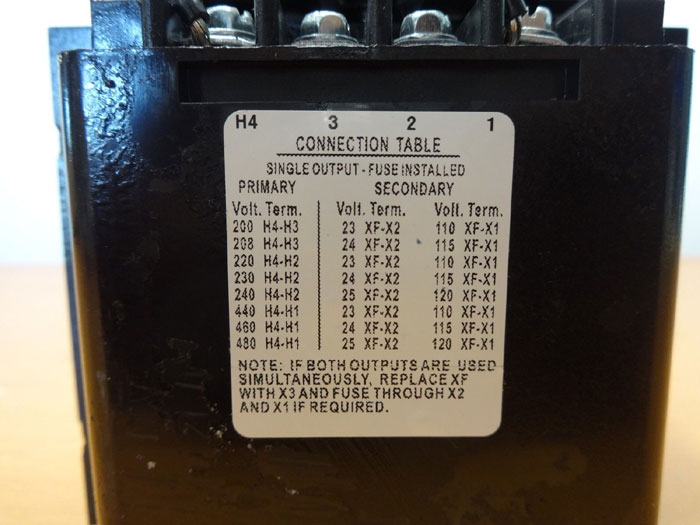 H4 3 2 1
CONNECTION TABLE
SINGLE OUTPUT - FUSE INSTALLED
PRIMARY SECONDARY
Volt. Term. Volt. Term. Volt. Term.
200 H4-H3 23 XF-X2 110 XF-X1
208 H4-H3 24 XF-X2 115 XF-X1
220 H4-H2 23 XF-X2 110 XF-X1
230 H4-H2 24 XF-X2 115 XF-X1
240 H4-H2 25 XF-X2 120 XF-X1
440 H4-H1 23 XF-X2 110 XF-X1
460 H4-H1 24 XF-X2 115 XF-X1
480 H4-H1 25 XF-X2 120 XF-X1
NOTE: IF BOTH OUTPUTS ARE USED
SIMULTANEOUSLY, REPLACE XF
WITH X3 AND FUSE THROUGH X2
AND X1 IF REQUIRED.